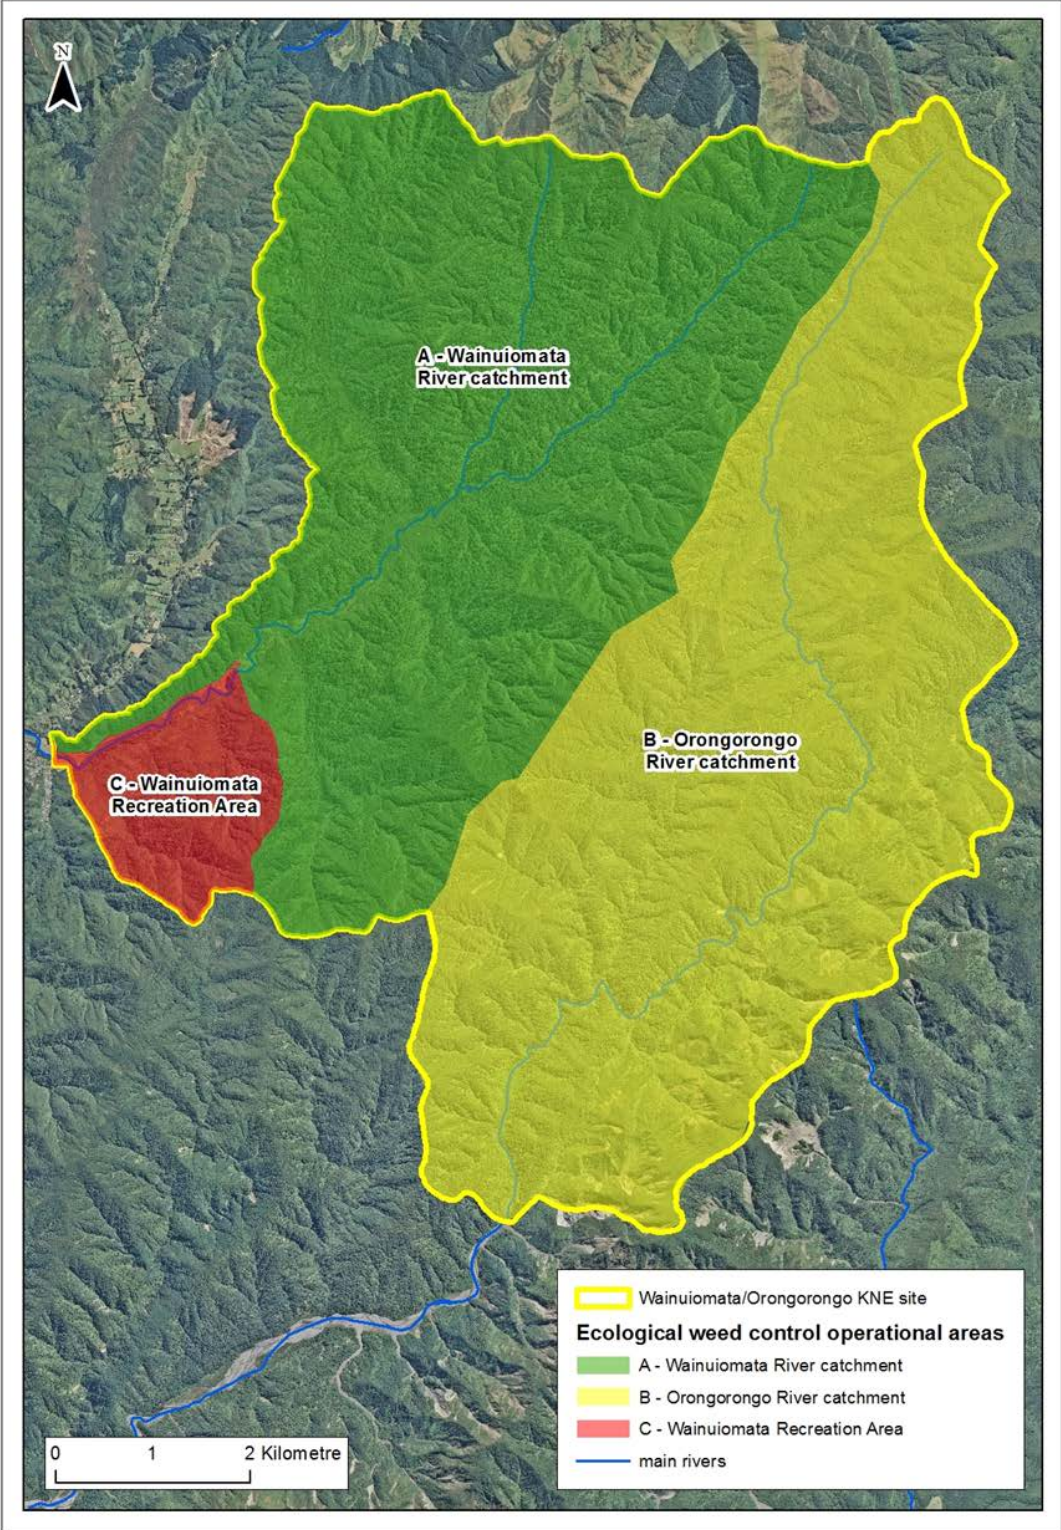 N
A - Wainuiomata
River catchment
B - Orongorongo
River catchment
C - Wainuiomata
Recreation Area
Wainuiomata/Orongorongo KNE site
Ecological weed control operational areas
A - Wainuiomata River catchment
B - Orongorongo River catchment
C - Wainuiomata Recreation Area
main rivers
0 1 2 Kilometre